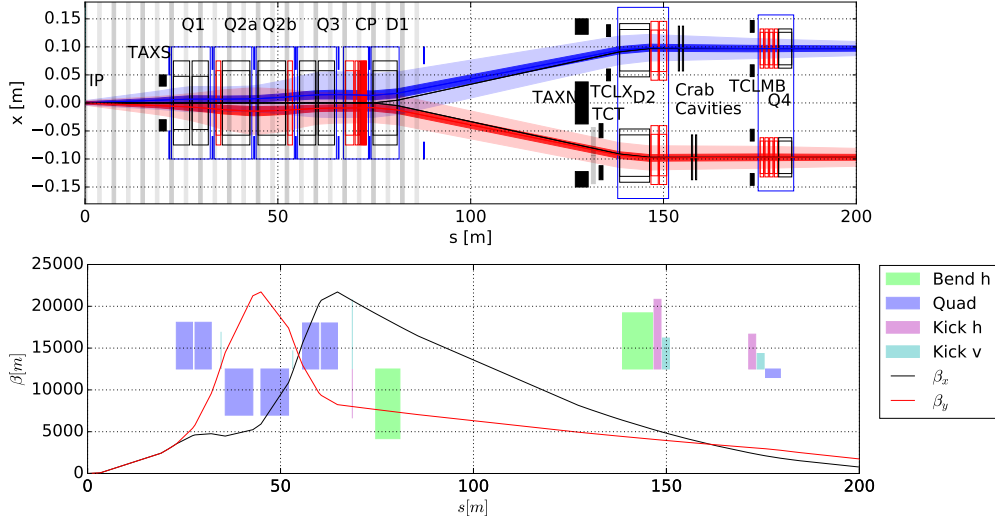 Q1 Q2a Q2b Q3 CP D1
TAXS
IP
TAXN
TCLX
TCT
D2
Crab
Cavities
TCLMB
Q4
x [m]
0.10
0.05
0.00
−0.05
−0.10
−0.15
0 50 100 150 200
s [m]
β[m]
25000
20000
15000
10000
5000
0
0 50 100 150 200
s[m]
Bend h
Quad
Kick h
Kick v
βx
βy